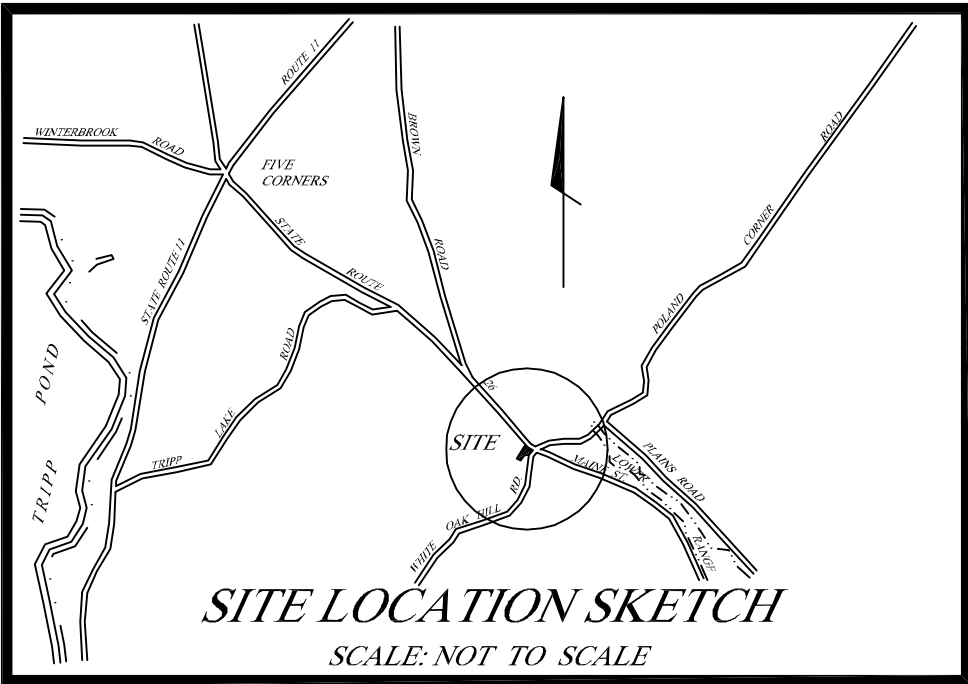 ROUTE 11
WINTERBROOK ROAD
FIVE
CORNERS
BROWN ROAD
POLAND CORNER ROAD
STATE ROUTE 26
STATE ROUTE 11
TRIPP LAKE ROAD
TRIPP POND
SITE
MAIN ST.
LOWER RANGE
PLAINS ROAD
WHITE OAK HILL RD.
SITE LOCATION SKETCH
SCALE: NOT TO SCALE